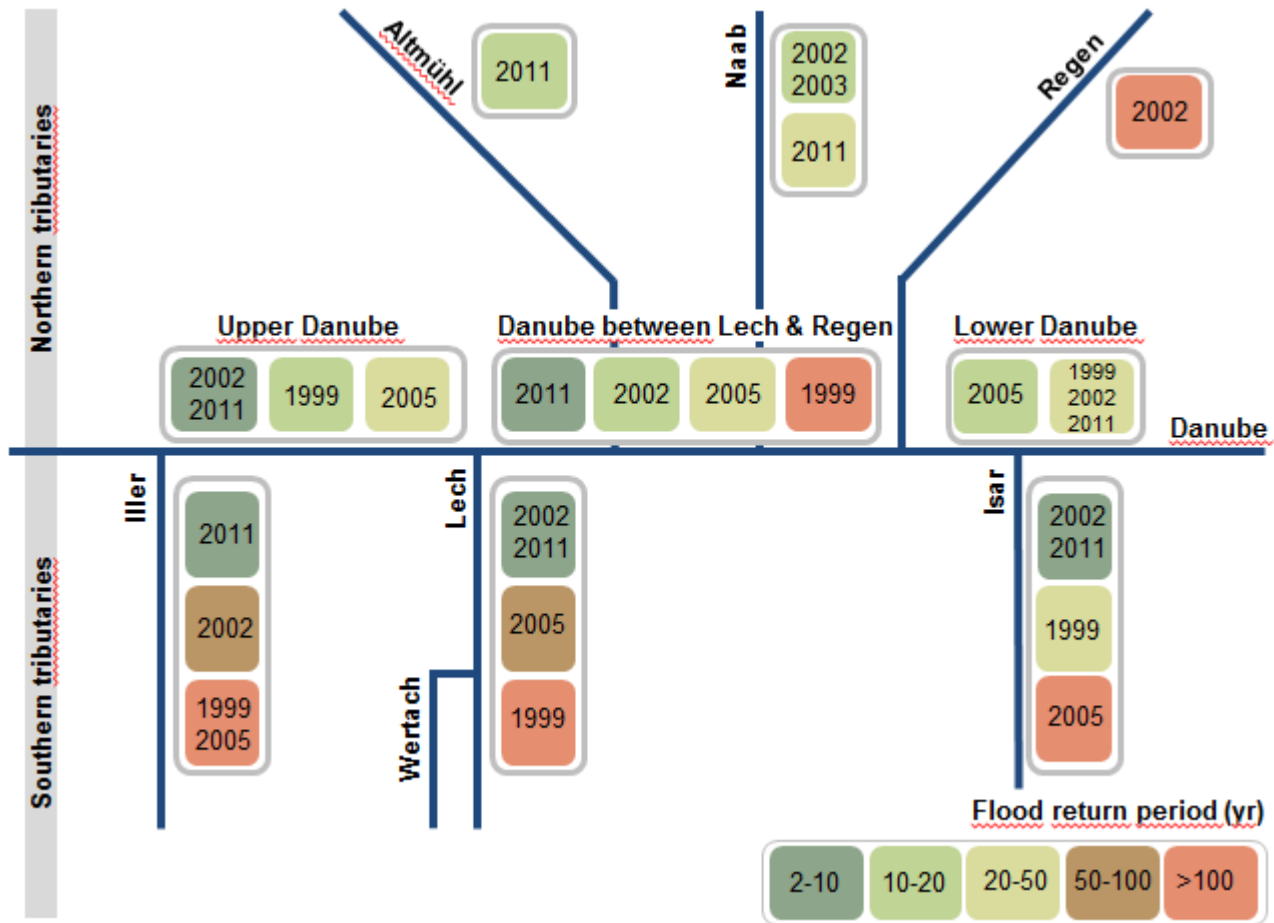 Northern tributaries
Altmühl
2011
Naab
2002
2003
2011
Regen
2002
Upper Danube
2002
2011
1999
2005
Danube between Lech & Regen
2011
2002
2005
1999
Lower Danube
2005
1999
2002
2011
Danube
Southern tributaries
Iller
2011
2002
1999
2005
Lech
Wertach
2002
2011
2005
1999
Isar
2002
2011
1999
2005
Flood return period (yr)
2-10
10-20
20-50
50-100
>100